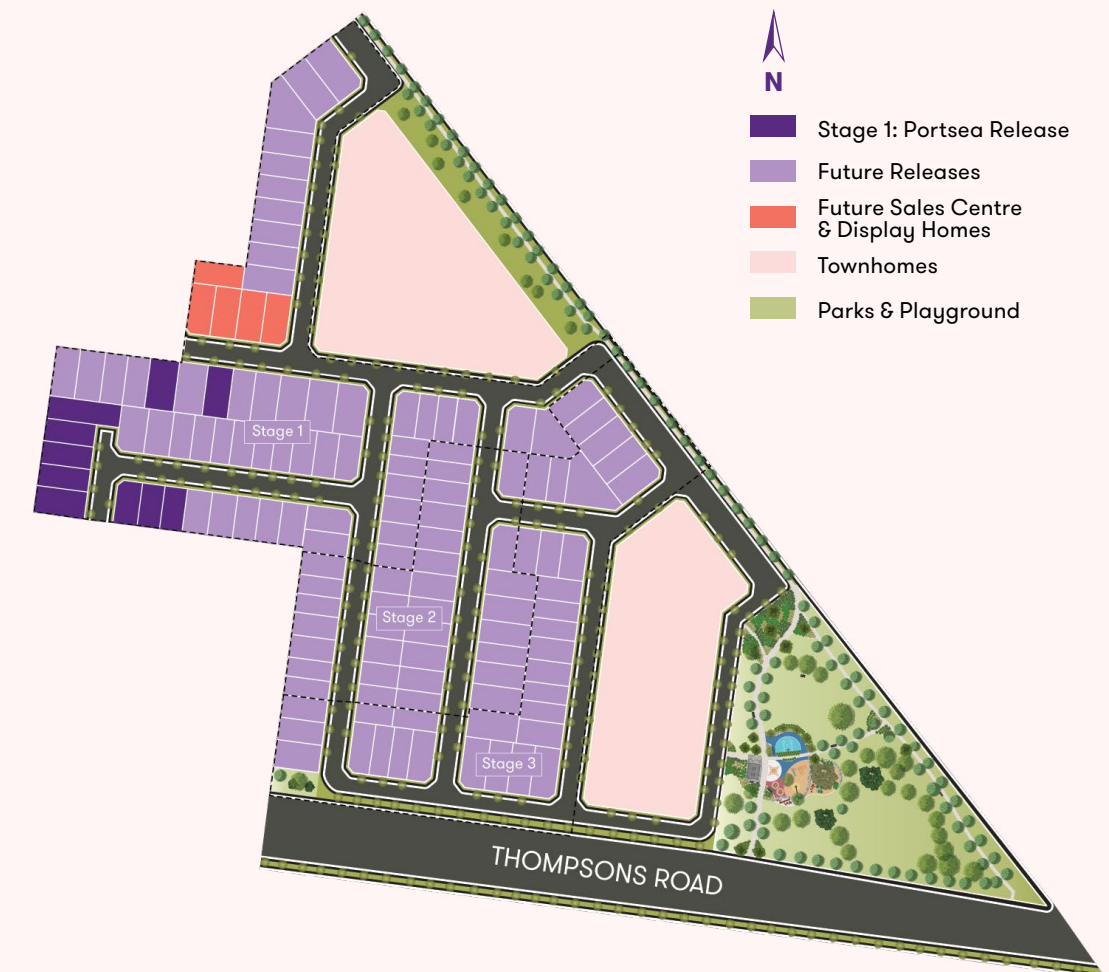 N
Stage 1: Portsea Release
Future Releases
Future Sales Centre
& Display Homes
Townhomes
Parks & Playground
Stage 1
Stage 2
Stage 3
THOMPSONS ROAD